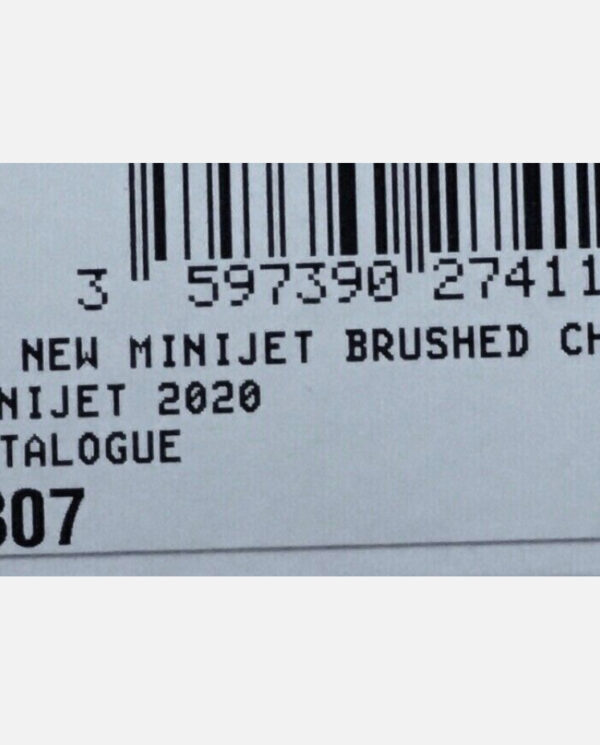 3 597390 27411
NEW MINIJET BRUSHED CH
NIJET 2020
TALOGUE
307